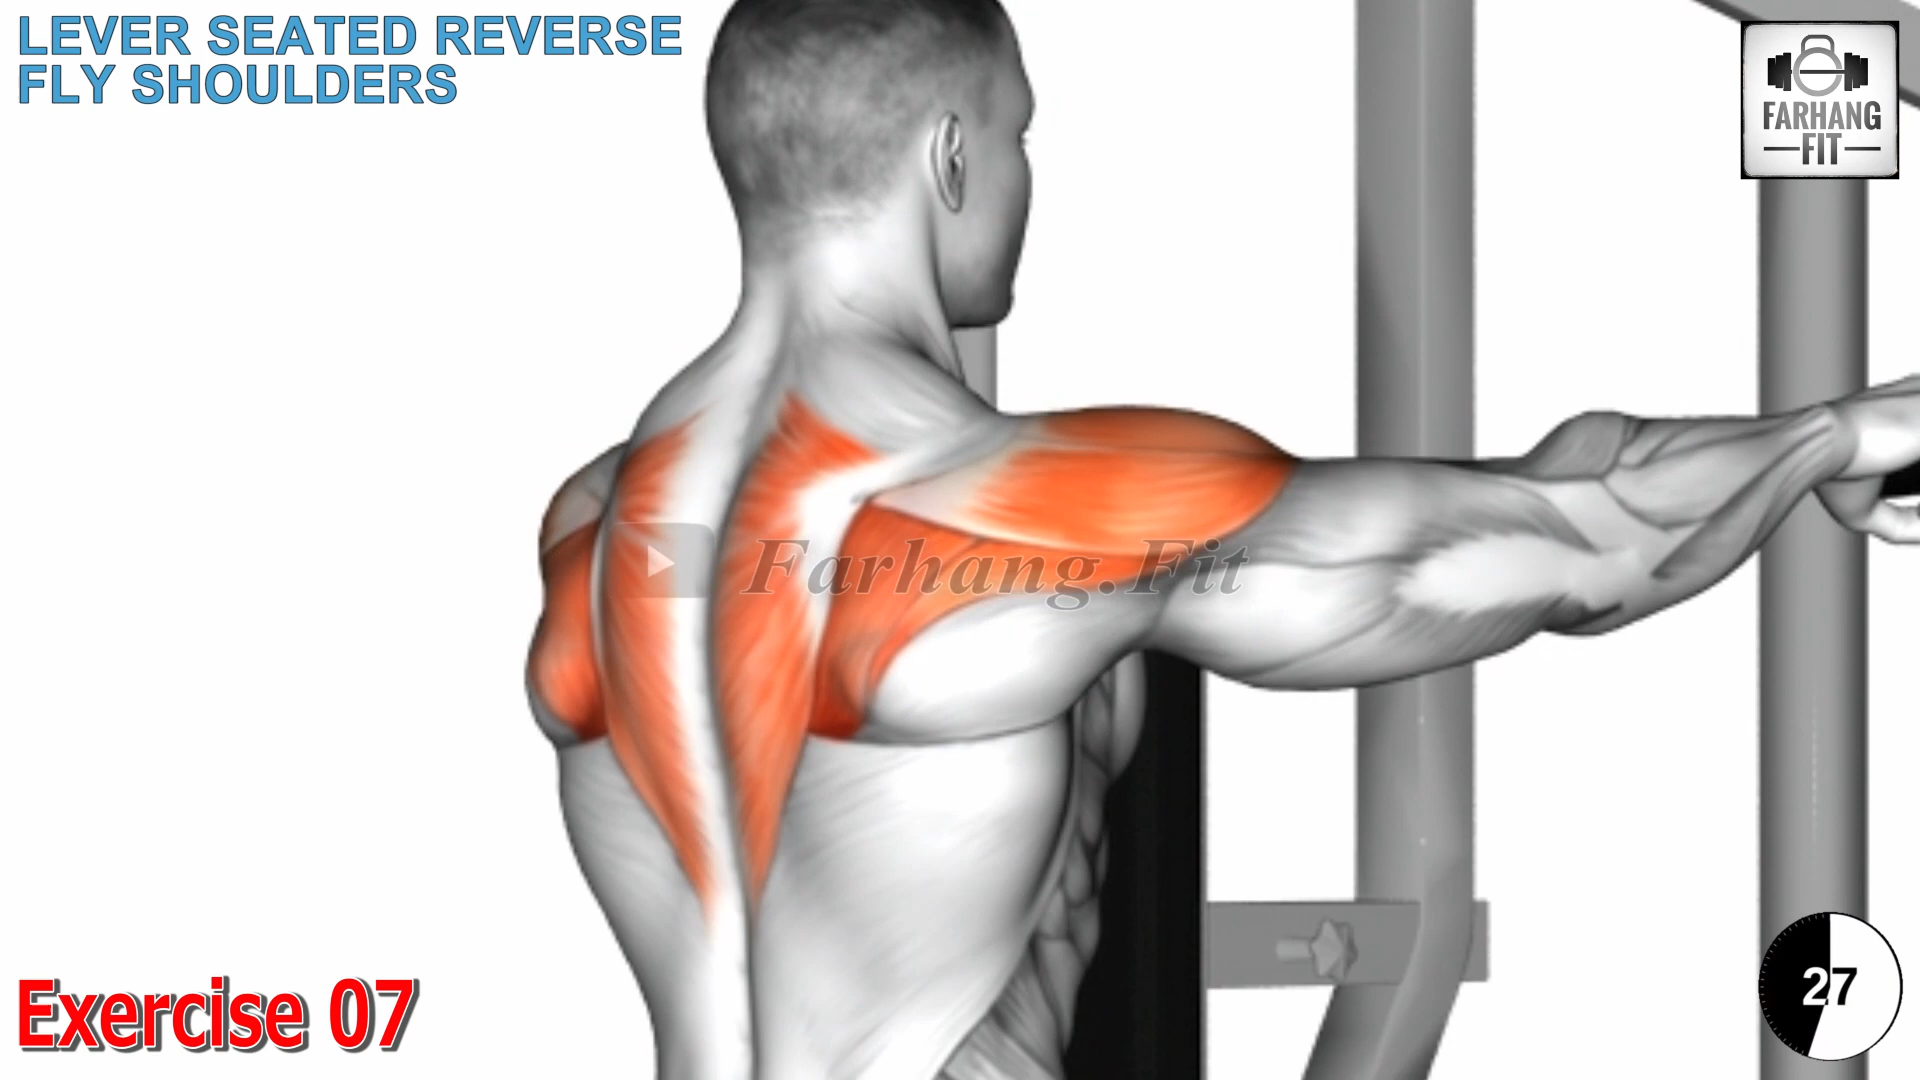 LEVER SEATED REVERSE
FLY SHOULDERS
FARHANG
FIT
Farhang.Fit
Exercise 07
27